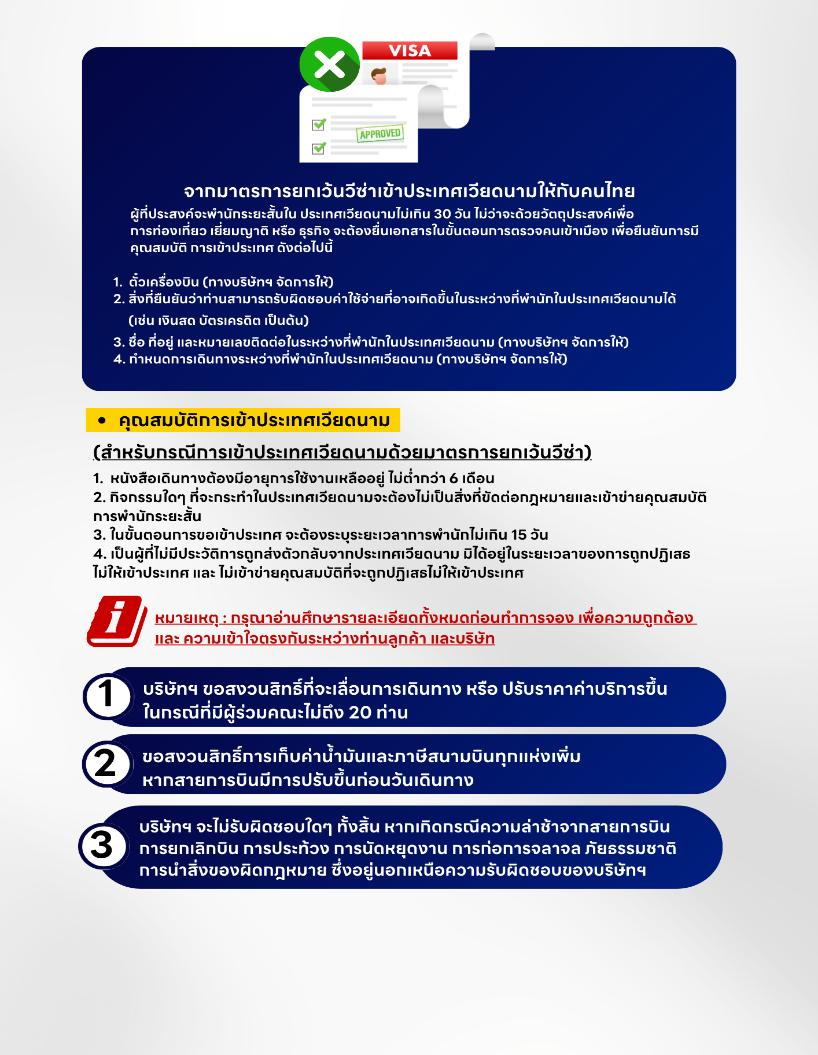 VISA
APPROVED
จากมาตรการยกเว้นวีซ่าเข้าประเทศเวียดนามให้กับคนไทย
ผู้ที่ประสงค์จะพำนักระยะสั้นใน ประเทศเวียดนามไม่เกิน 30 วัน ไม่ว่าจะด้วยวัตถุประสงค์เพื่อ
การท่องเที่ยว เยี่ยมญาติ หรือ ธุรกิจ จะต้องยื่นเอกสารในขั้นตอนการตรวจคนเข้าเมือง เพื่อยืนยันการมี
คุณสมบัติ การเข้าประเทศ ดังต่อไปนี้
1. ตั๋วเครื่องบิน (ทางบริษัทฯ จัดการให้)
2. สิ่งที่ยืนยันว่าท่านสามารถรับผิดชอบค่าใช้จ่ายที่อาจเกิดขึ้นในระหว่างที่พำนักในประเทศเวียดนามได้
(เช่น เงินสด บัตรเครดิต เป็นต้น)
3. ชื่อ ที่อยู่ และหมายเลขติดต่อในระหว่างที่พำนักในประเทศเวียดนาม (ทางบริษัทฯ จัดการให้)
4. กำหนดการเดินทางระหว่างที่พำนักในประเทศเวียดนาม (ทางบริษัทฯ จัดการให้)
• คุณสมบัติการเข้าประเทศเวียดนาม
(สำหรับกรณีการเข้าประเทศเวียดนามด้วยมาตรการยกเว้นวีซ่า)
1. หนังสือเดินทางต้องมีอายุการใช้งานเหลืออยู่ ไม่ต่ำกว่า 6 เดือน
2. กิจกรรมใดๆ ที่จะกระทำในประเทศเวียดนามจะต้องไม่เป็นสิ่งที่ขัดต่อกฎหมายและเข้าข่ายคุณสมบัติ
การพำนักระยะสั้น
3. ในขั้นตอนการขอเข้าประเทศ จะต้องระบุระยะเวลาการพำนักไม่เกิน 15 วัน
4. เป็นผู้ที่ไม่มีประวัติการถูกส่งตัวกลับจากประเทศเวียดนาม มิได้อยู่ในระยะเวลาของการถูกปฏิเสธ
ไม่ให้เข้าประเทศ และ ไม่เข้าข่ายคุณสมบัติที่จะถูกปฏิเสธไม่ให้เข้าประเทศ
i
หมายเหตุ : กรุณาอ่านศึกษารายละเอียดทั้งหมดก่อนทำการจอง เพื่อความถูกต้อง
และ ความเข้าใจตรงกันระหว่างท่านลูกค้า และบริษัท
1
บริษัทฯ ขอสงวนสิทธิ์ที่จะเลื่อนการเดินทาง หรือ ปรับราคาค่าบริการขึ้น
ในกรณีที่มีผู้ร่วมคณะไม่ถึง 20 ท่าน
2
ขอสงวนสิทธิ์การเก็บค่าน้ำมันและภาษีสนามบินทุกแห่งเพิ่ม
หากสายการบินมีการปรับขึ้นก่อนวันเดินทาง
3
บริษัทฯ จะไม่รับผิดชอบใดๆ ทั้งสิ้น หากเกิดกรณีความล่าช้าจากสายการบิน
การยกเลิกบิน การประท้วง การนัดหยุดงาน การก่อการจลาจล ภัยธรรมชาติ
การนำสิ่งของผิดกฎหมาย ซึ่งอยู่นอกเหนือความรับผิดชอบของบริษัทฯ